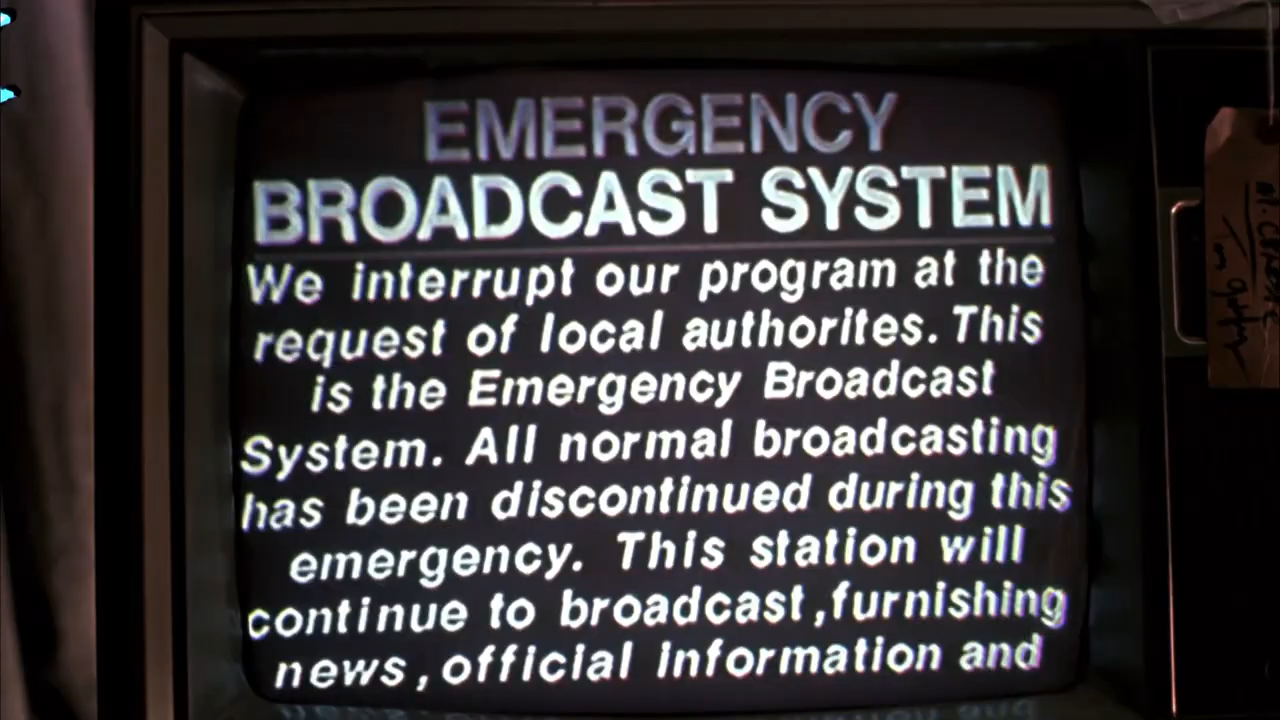 EMERGENCY
BROADCAST SYSTEM
We interrupt our program at the
request of local authorites. This
is the Emergency Broadcast
System. All normal broadcasting
has been discontinued during this
emergency. This station will
continue to broadcast,furnishing
news,official information and